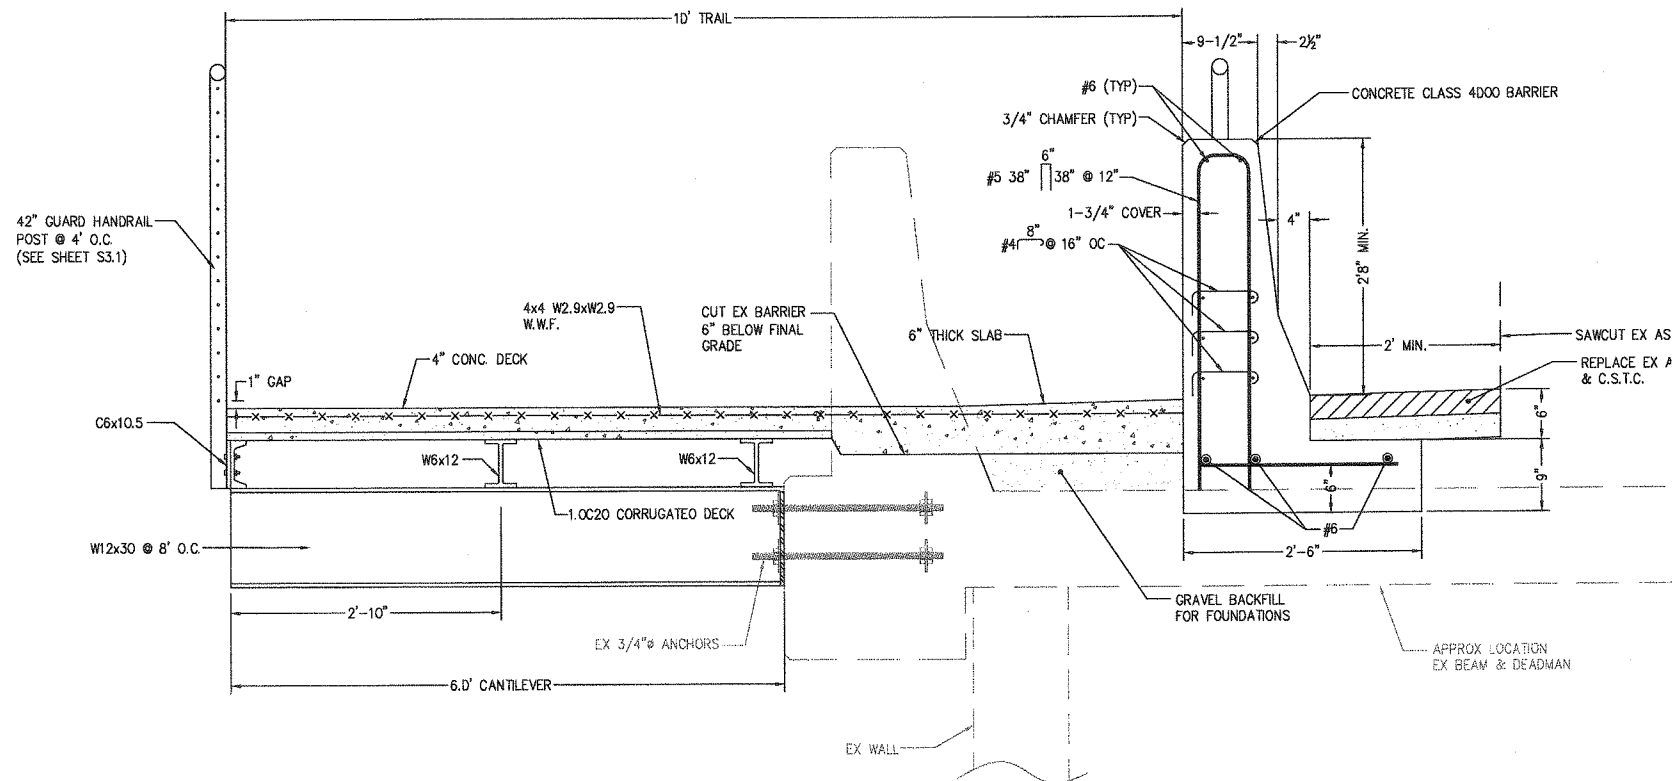 1D' TRAIL
9-1/2"
2½"
#6 (TYP)
CONCRETE CLASS 4D00 BARRIER
3/4" CHAMFER (TYP)
6"
#5 38" 38" @ 12"
1-3/4" COVER
4"
8"
#4 @ 16" OC
2'8" MIN.
42" GUARD HANDRAIL
POST @ 4' O.C.
(SEE SHEET S3.1)
4x4 W2.9xW2.9
W.W.F.
CUT EX BARRIER
6" BELOW FINAL
GRADE
6" THICK SLAB
SAWCUT EX AS
2' MIN.
4" CONC. DECK
REPLACE EX A
& C.S.T.C.
1" GAP
C6x10.5
6"
W6x12
W6x12
9"
6"
1.0C20 CORRUGATEO DECK
#6
W12x30 @ 8' O.C.
2'-6"
2'-10"
GRAVEL BACKFILL
FOR FOUNDATIONS
EX 3/4"ø ANCHORS
APPROX LOCATION
EX BEAM & DEADMAN
6.D' CANTILEVER
EX WALL